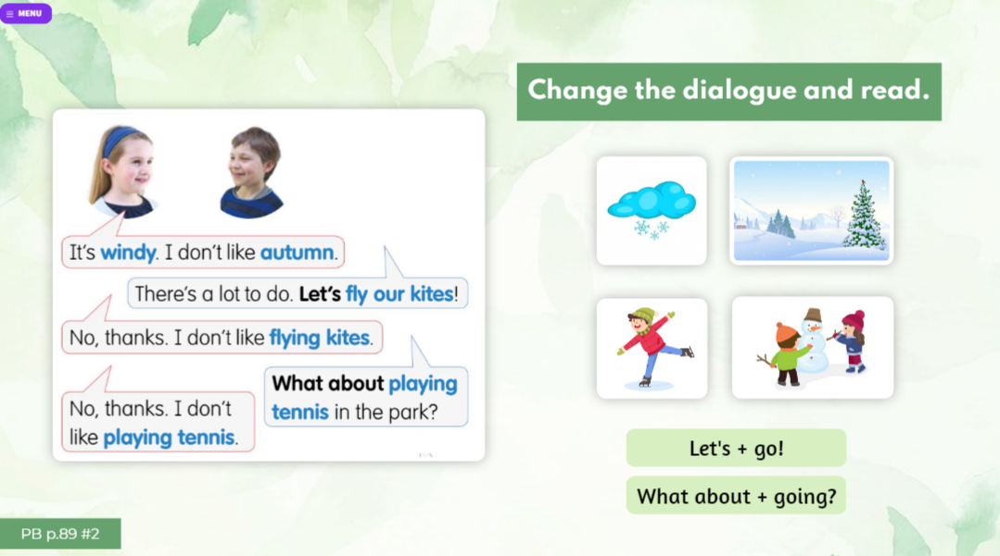 MENU
Change the dialogue and read.
It's windy. I don't like autumn.
There's a lot to do. Let's fly our kites!
No, thanks. I don't like flying kites.
What about playing
tennis in the park?
No, thanks. I don't
like playing tennis.
Let's + go!
What about + going?
PB p.89 #2